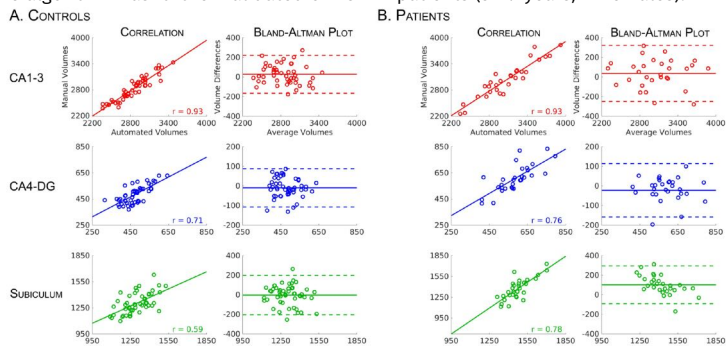 A. CONTROLS
B. PATIENTS
CORRELATION
BLAND-ALTMAN PLOT
CORRELATION
BLAND-ALTMAN PLOT
CA1-3
Manual Volumes
4000
3400
2800
2200
r = 0.93
2200 2800 3400 4000
Automated Volumes
Volume Differences
400
200
0
-200
-400
2200 2800 3400 4000
Average Volumes
4000
3400
2800
2200
r = 0.93
2200 2800 3400 4000
Automated Volumes
Volume Differences
400
200
0
-200
-400
2200 2800 3400 4000
Average Volumes
CA4-DG
850
650
450
250
r = 0.71
250 450 650 850
200
100
0
-100
-200
250 450 650 850
850
650
450
250
r = 0.76
250 450 650 850
200
100
0
-100
-200
250 450 650 850
SUBICULUM
1850
1550
1250
950
r = 0.59
950 1250 1550 1850
400
200
0
-200
-400
950 1250 1550 1850
1850
1550
1250
950
r = 0.78
950 1250 1550 1850
400
200
0
-200
-400
950 1250 1550 1850